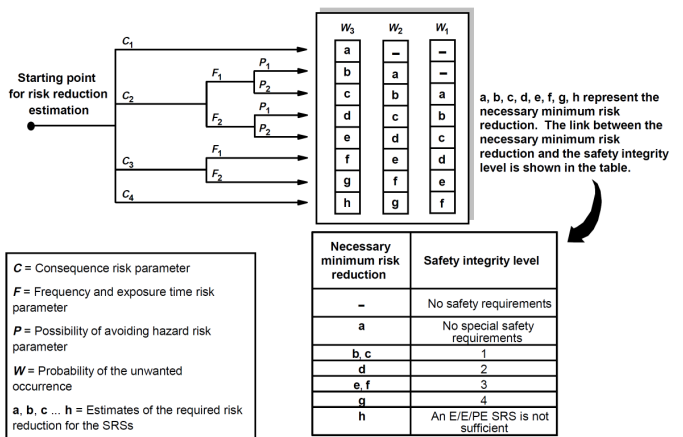 W3 W2 W1
C1
a – –
Starting point
for risk reduction
estimation
F1 P1
b a –
P2
c b a
C2
F2 P1
d c b
P2
e d c
C3 F1
f e d
F2
g f e
C4
h g f
a, b, c, d, e, f, g, h represent the
necessary minimum risk
reduction. The link between the
necessary minimum risk
reduction and the safety integrity
level is shown in the table.
C = Consequence risk parameter
F = Frequency and exposure time risk
parameter
P = Possibility of avoiding hazard risk
parameter
W = Probability of the unwanted
occurrence
a, b, c ... h = Estimates of the required risk
reduction for the SRSs
Necessary
minimum risk
reduction
Safety integrity level
– No safety requirements
a No special safety
requirements
b, c 1
d 2
e, f 3
g 4
h An E/E/PE SRS is not
sufficient